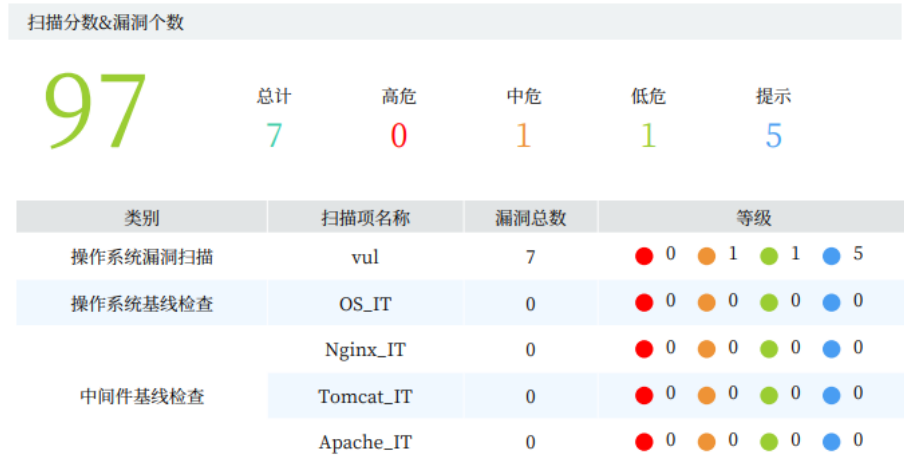 扫描分数&漏洞个数
97
总计 高危 中危 低危 提示
7 0 1 1 5
类别 扫描项名称 漏洞总数 等级
操作系统漏洞扫描 vul 7 0 1 1 5
操作系统基线检查 OS_IT 0 0 0 0 0
Nginx_IT 0 0 0 0 0
中间件基线检查 Tomcat_IT 0 0 0 0 0
Apache_IT 0 0 0 0 0